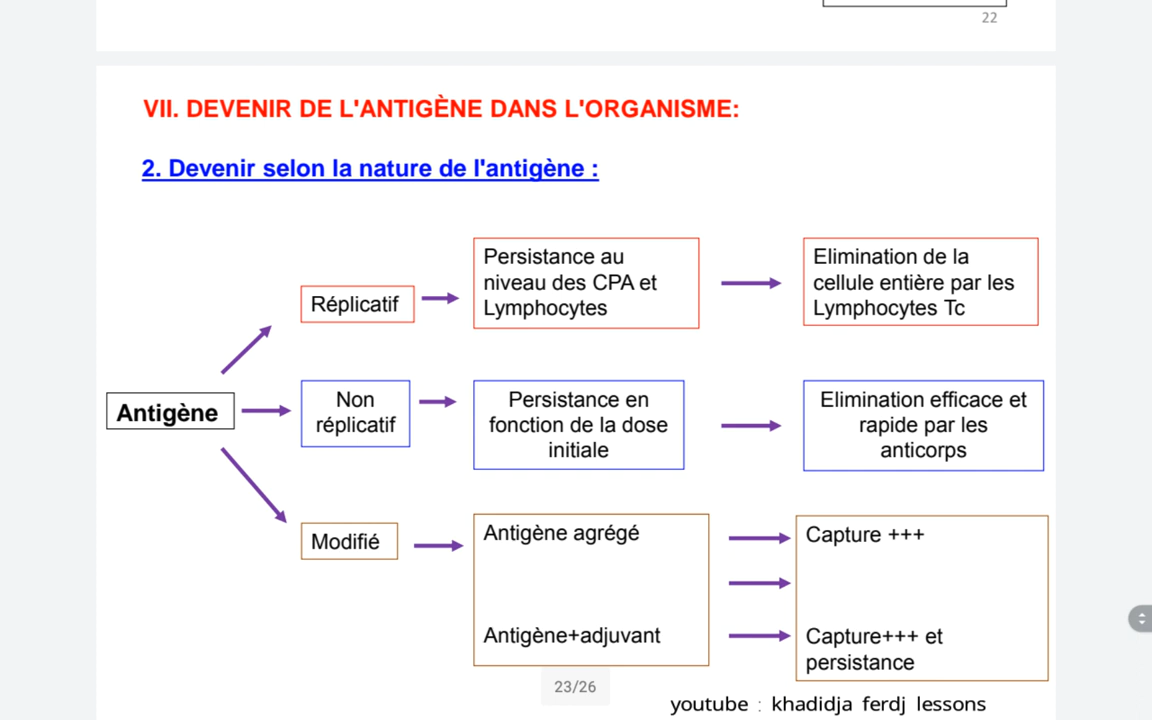 22
VII. DEVENIR DE L'ANTIGÈNE DANS L'ORGANISME:
2. Devenir selon la nature de l'antigène :
Antigène
Réplicatif
Persistance au
niveau des CPA et
Lymphocytes
Elimination de la
cellule entière par les
Lymphocytes Tc
Non
réplicatif
Persistance en
fonction de la dose
initiale
Elimination efficace et
rapide par les
anticorps
Modifié
Antigène agrégé
Capture +++
Antigène+adjuvant
Capture+++ et
persistance
23/26
youtube : khadidja ferdj lessons